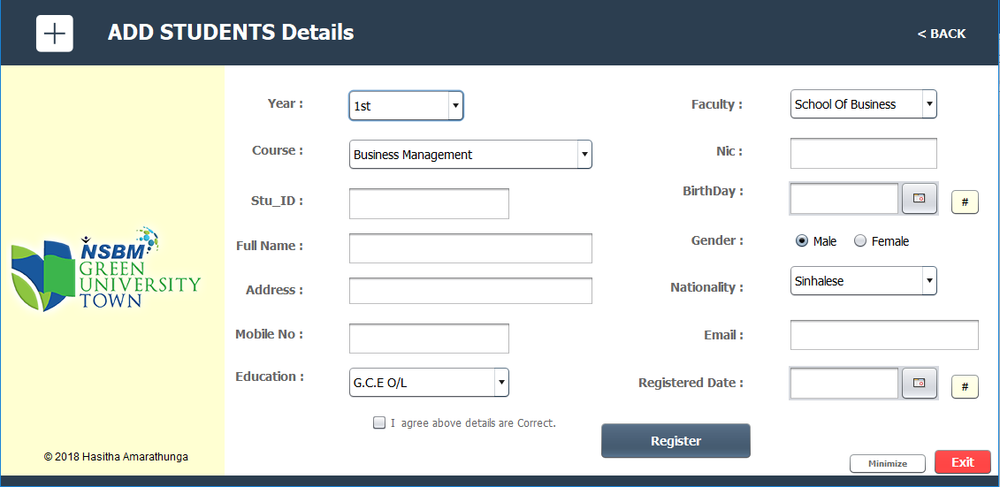 ADD STUDENTS Details
< BACK
Year :
1st
Faculty :
School Of Business
Course :
Business Management
Nic :
Stu_ID :
BirthDay :
#
Full Name :
Gender :
Male
Female
Address :
Nationality :
Sinhalese
Mobile No :
Email :
Education :
G.C.E O/L
Registered Date :
#
I agree above details are Correct.
Register
Minimize
Exit
NSBM
GREEN
UNIVERSITY
TOWN
© 2018 Hasitha Amarathunga